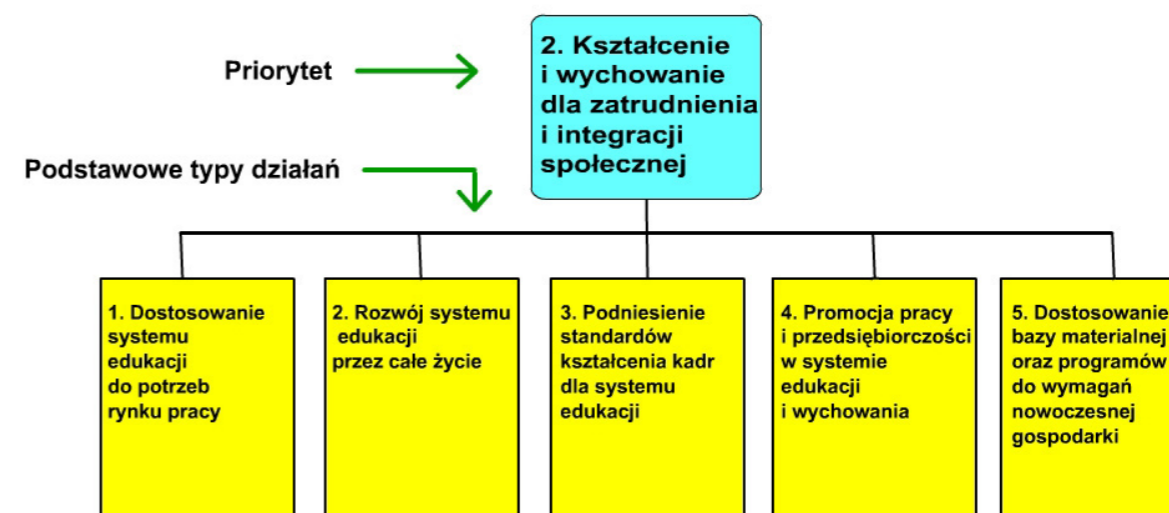 Priorytet
2. Kształcenie
i wychowanie
dla zatrudnienia
i integracji
społecznej
Podstawowe typy działań
1. Dostosowanie
systemu
edukacji
do potrzeb
rynku pracy
2. Rozwój systemu
edukacji
przez całe życie
3. Podniesienie
standardów
kształcenia kadr
dla systemu
edukacji
4. Promocja pracy
i przedsiębiorczości
w systemie
edukacji
i wychowania
5. Dostosowanie
bazy materialnej
oraz programów
do wymagań
nowoczesnej
gospodarki